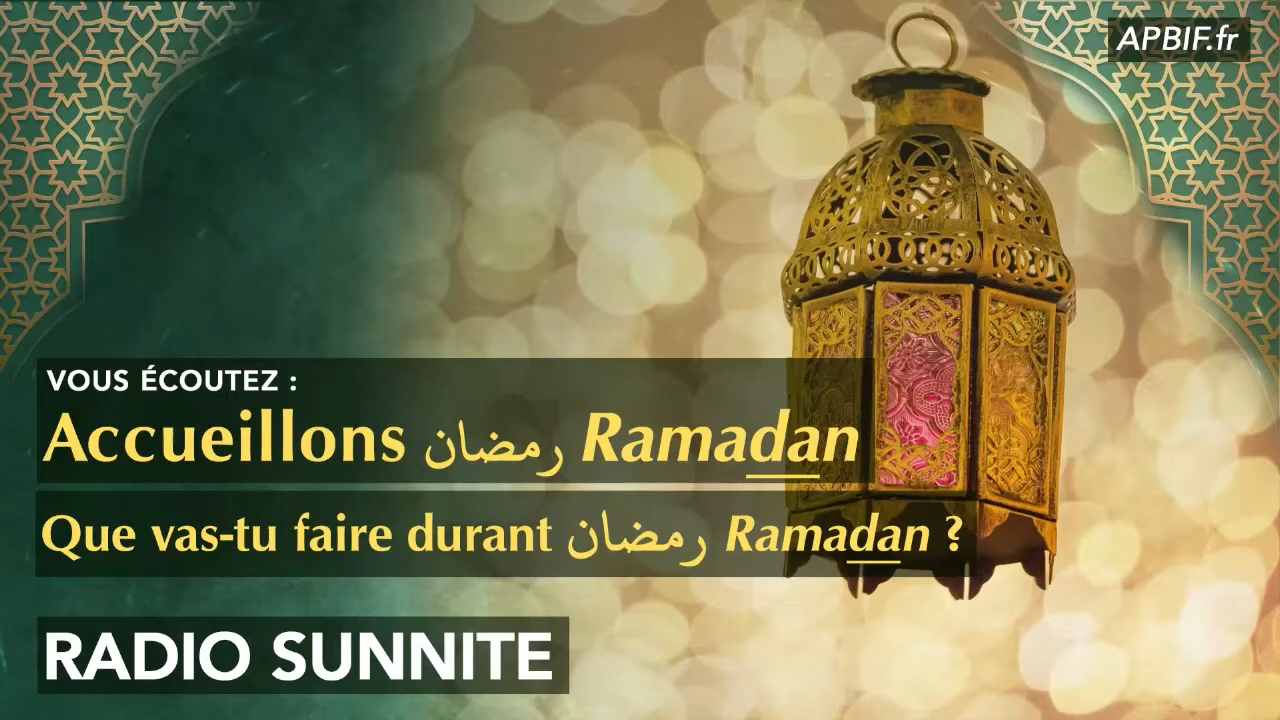 APBIF.fr
VOUS ÉCOUTEZ :
Accueillons رمضان Ramadan
Que vas-tu faire durant رمضان Ramadan ?
RADIO SUNNITE